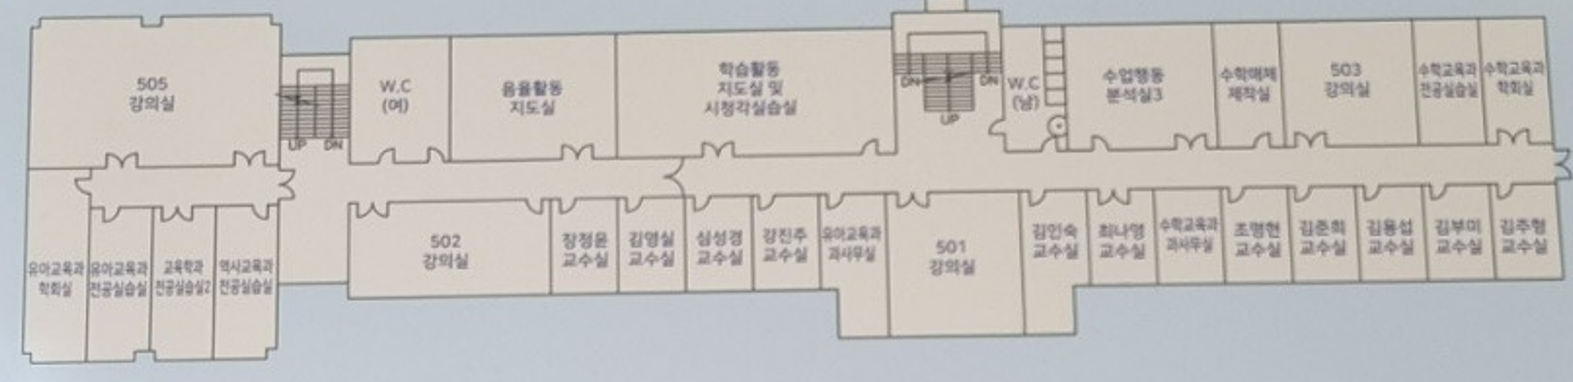 505
강의실
UP
DN
W.C
(여)
음율활동
지도실
학습활동
지도실 및
시청각실습실
DN
DN
UP
W.C
(남)
수업행동
분석실3
수학매체
제작실
503
강의실
수학교육과
전공실습실
수학교육과
학회실
유아교육과
학회실
유아교육과
전공실습실
교육학과
전공실습실2
역사교육과
전공실습실
502
강의실
장정윤
교수실
김영실
교수실
심성경
교수실
강진주
교수실
유아교육과
과사무실
501
강의실
김인숙
교수실
최나영
교수실
수학교육과
과사무실
조명현
교수실
김준희
교수실
김용섭
교수실
김부미
교수실
김주형
교수실